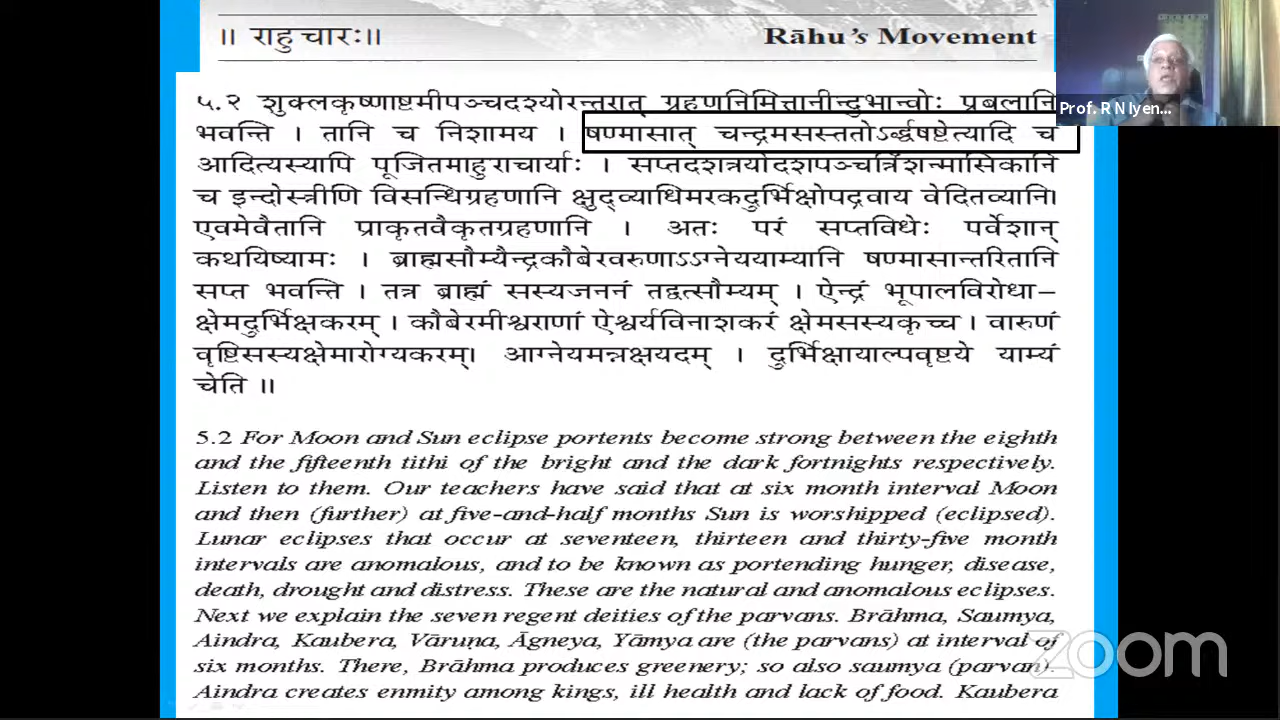 ॥ राहुचारः॥
Rāhu's Movement
Prof. R N Iyen...
५.२ शुक्लकृष्णाष्टमीपञ्चदश्योरन्तरात् ग्रहणनिमित्तानीन्दुभान्वोः प्रबलानि
भवन्ति । तानि च निशामय । षण्मासात् चन्द्रमसस्ततोऽर्द्धषष्टेत्यादि च
आदित्यस्यापि पूजितमाहुराचार्याः । सप्तदशत्रयोदशपञ्चत्रिंशन्मासिकानि
च इन्दोस्त्रीणि विसन्धिग्रहणानि क्षुद्व्याधिमरकदुर्भिक्षोपद्रवाय वेदितव्यानि।
एवमेवैतानि प्राकृतवैकृतग्रहणानि । अतः परं सप्तविधेः पर्वेशान्
कथयिष्यामः । ब्राह्मसौम्यैन्द्रकौबेरवरुणाऽऽग्नेययाम्यानि षण्मासान्तरितानि
सप्त भवन्ति । तत्र ब्राह्मं सस्यजननं तद्वत्सौम्यम् । ऐन्द्रं भूपालविरोधा–
क्षेमदुर्भिक्षकरम् । कौबेरमीश्वराणां ऐश्वर्यविनाशकरं क्षेमसस्यकृच्च । वारुणं
वृष्टिसस्यक्षेमारोग्यकरम्। आग्नेयमन्नक्षयदम् । दुर्भिक्षायाल्पवृष्टये याम्यं
चेति ॥
5.2 For Moon and Sun eclipse portents become strong between the eighth
and the fifteenth tithi of the bright and the dark fortnights respectively.
Listen to them. Our teachers have said that at six month interval Moon
and then (further) at five-and-half months Sun is worshipped (eclipsed).
Lunar eclipses that occur at seventeen, thirteen and thirty-five month
intervals are anomalous, and to be known as portending hunger, disease,
death, drought and distress. These are the natural and anomalous eclipses.
Next we explain the seven regent deities of the parvans. Brāhma, Saumya,
Aindra, Kaubera, Vāruṇa, Āgneya, Yāmya are (the parvans) at interval of
six months. There, Brāhma produces greenery; so also saumya (parvan).
Aindra creates enmity among kings, ill health and lack of food. Kaubera
zoom